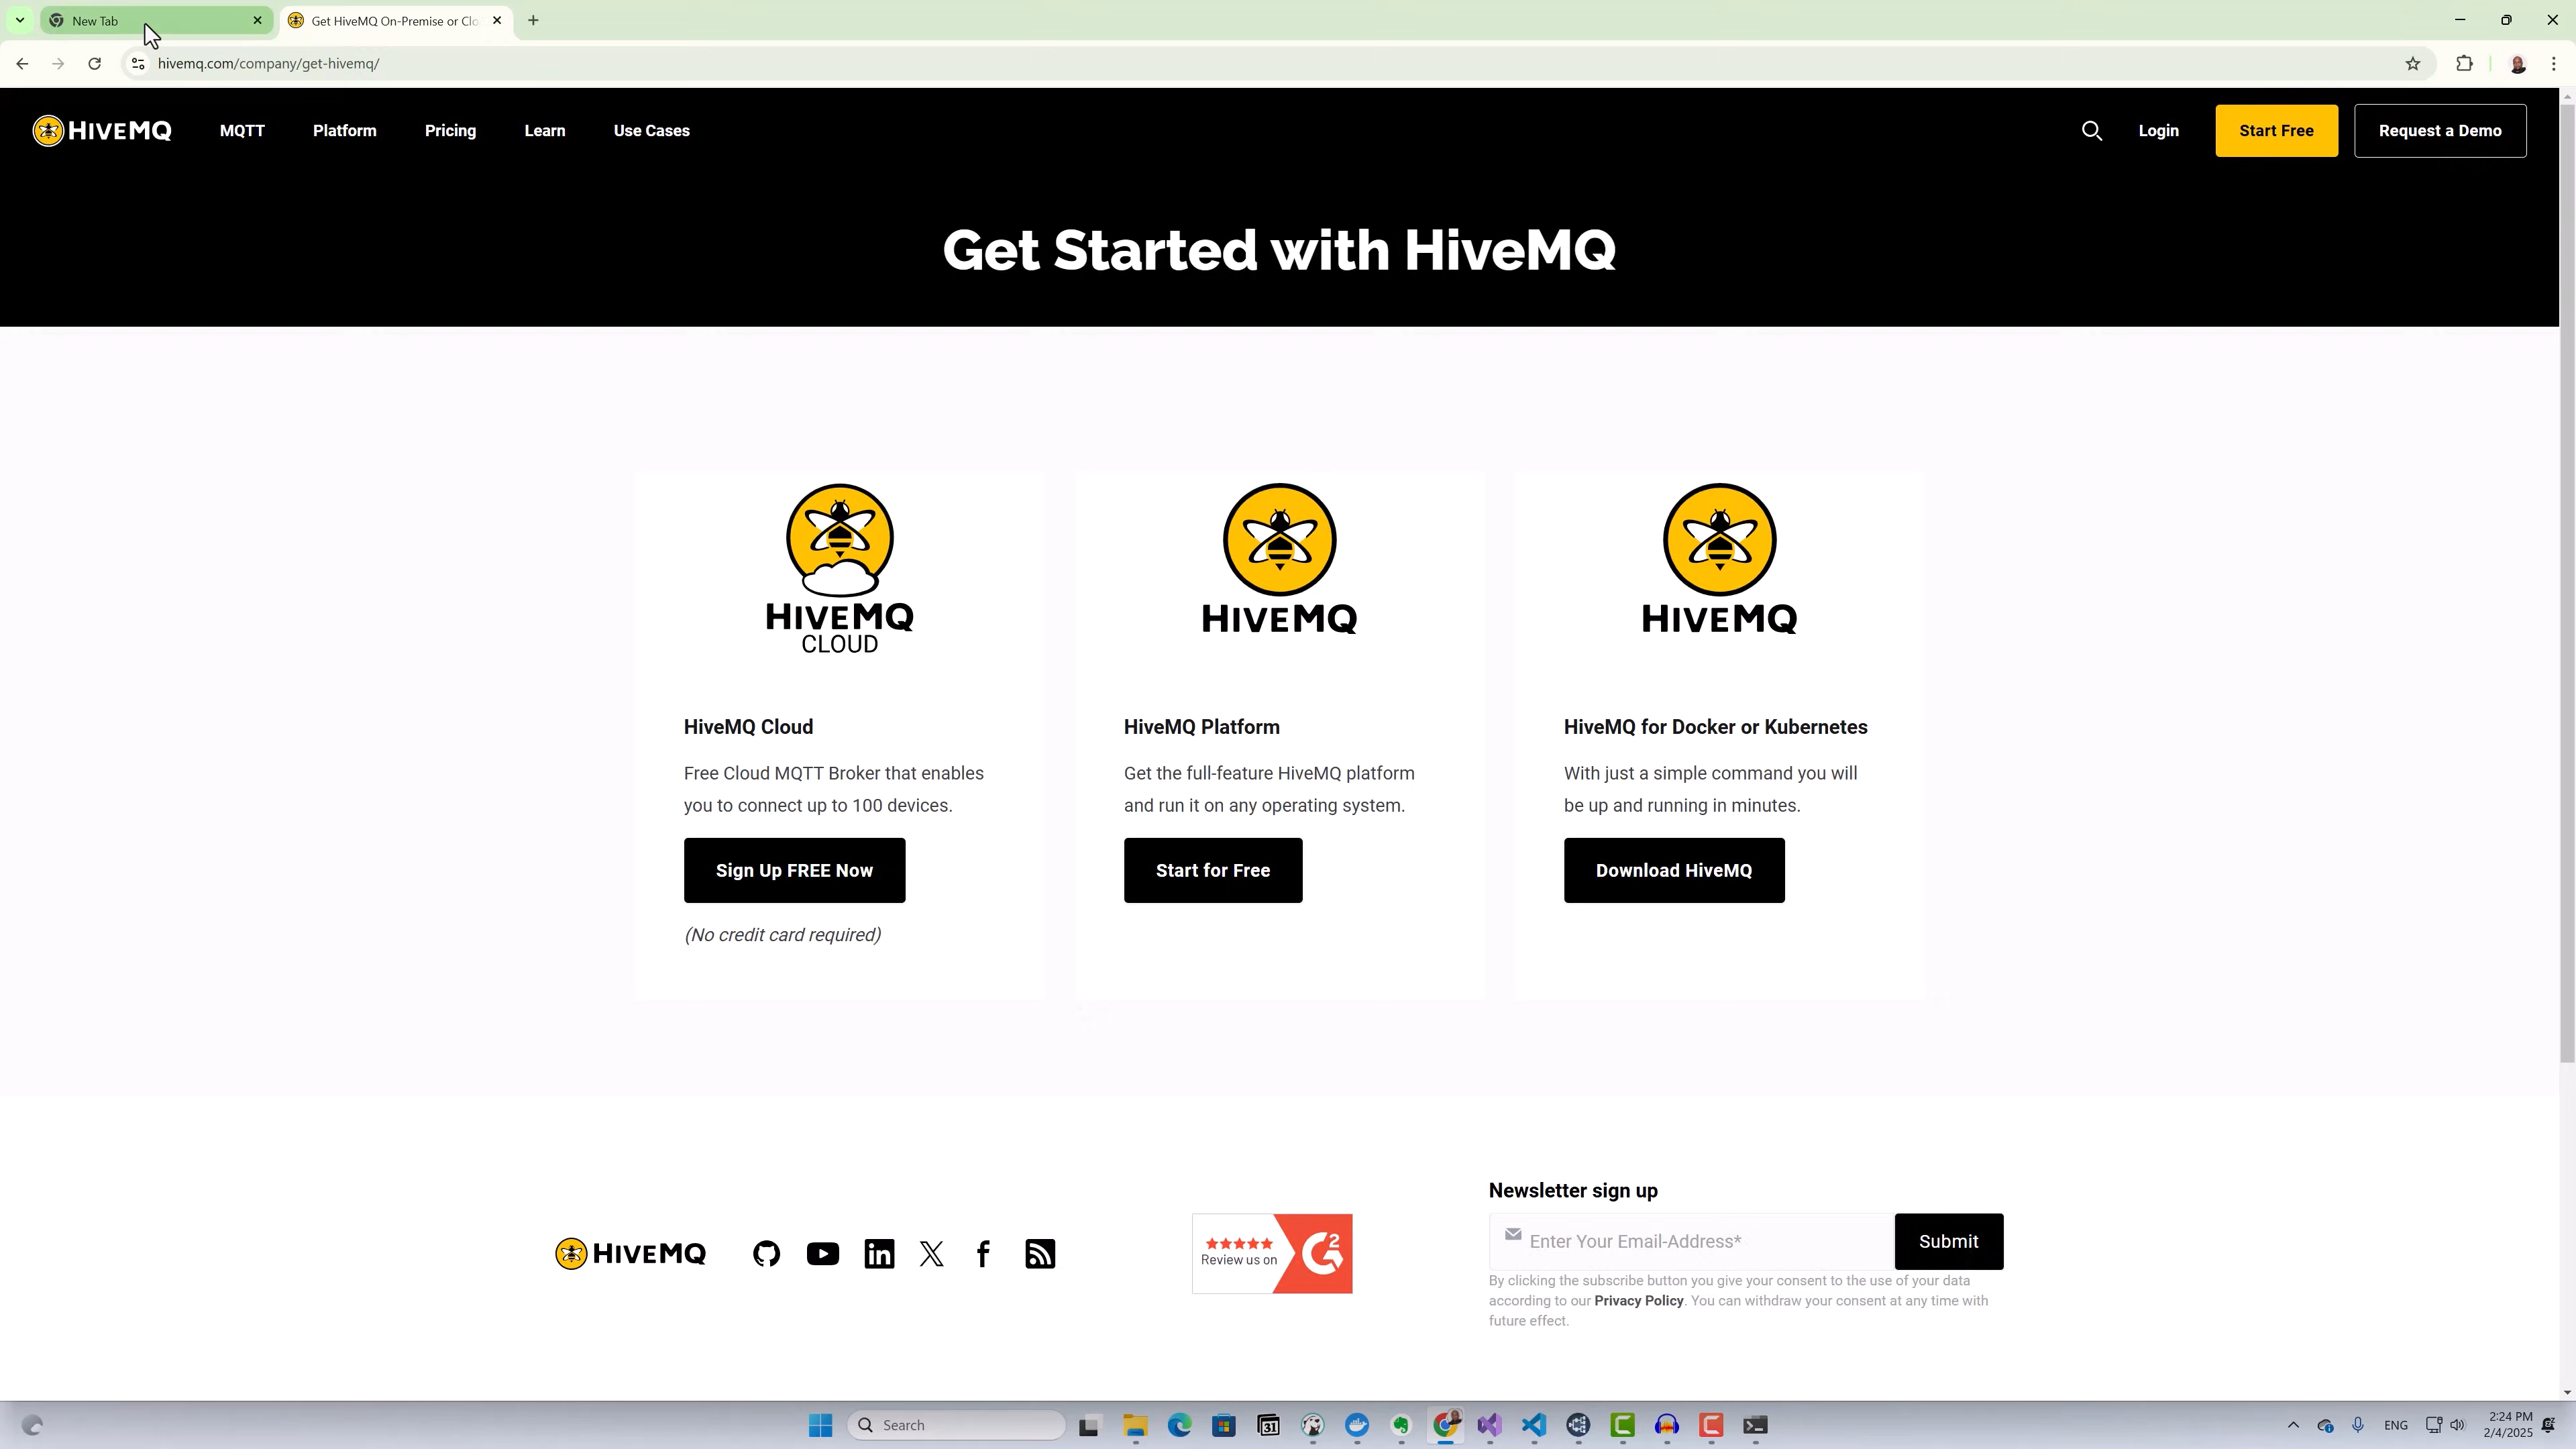 New Tab
Get HiveMQ On-Premise or Clo
hivemq.com/company/get-hivemq/
HIVEMQ
MQTT
Platform
Pricing
Learn
Use Cases
Login
Start Free
Request a Demo
Get Started with HiveMQ
HIVEMQ
CLOUD
HIVEMQ
HIVEMQ
HiveMQ Cloud
Free Cloud MQTT Broker that enables
you to connect up to 100 devices.
Sign Up FREE Now
(No credit card required)
HiveMQ Platform
Get the full-feature HiveMQ platform
and run it on any operating system.
Start for Free
HiveMQ for Docker or Kubernetes
With just a simple command you will
be up and running in minutes.
Download HiveMQ
HIVEMQ
in
X
f
Review us on
G2
Newsletter sign up
Enter Your Email-Address*
Submit
By clicking the subscribe button you give your consent to the use of your data
according to our Privacy Policy. You can withdraw your consent at any time with
future effect.
Search
31
ENG
2:24 PM
2/4/2025